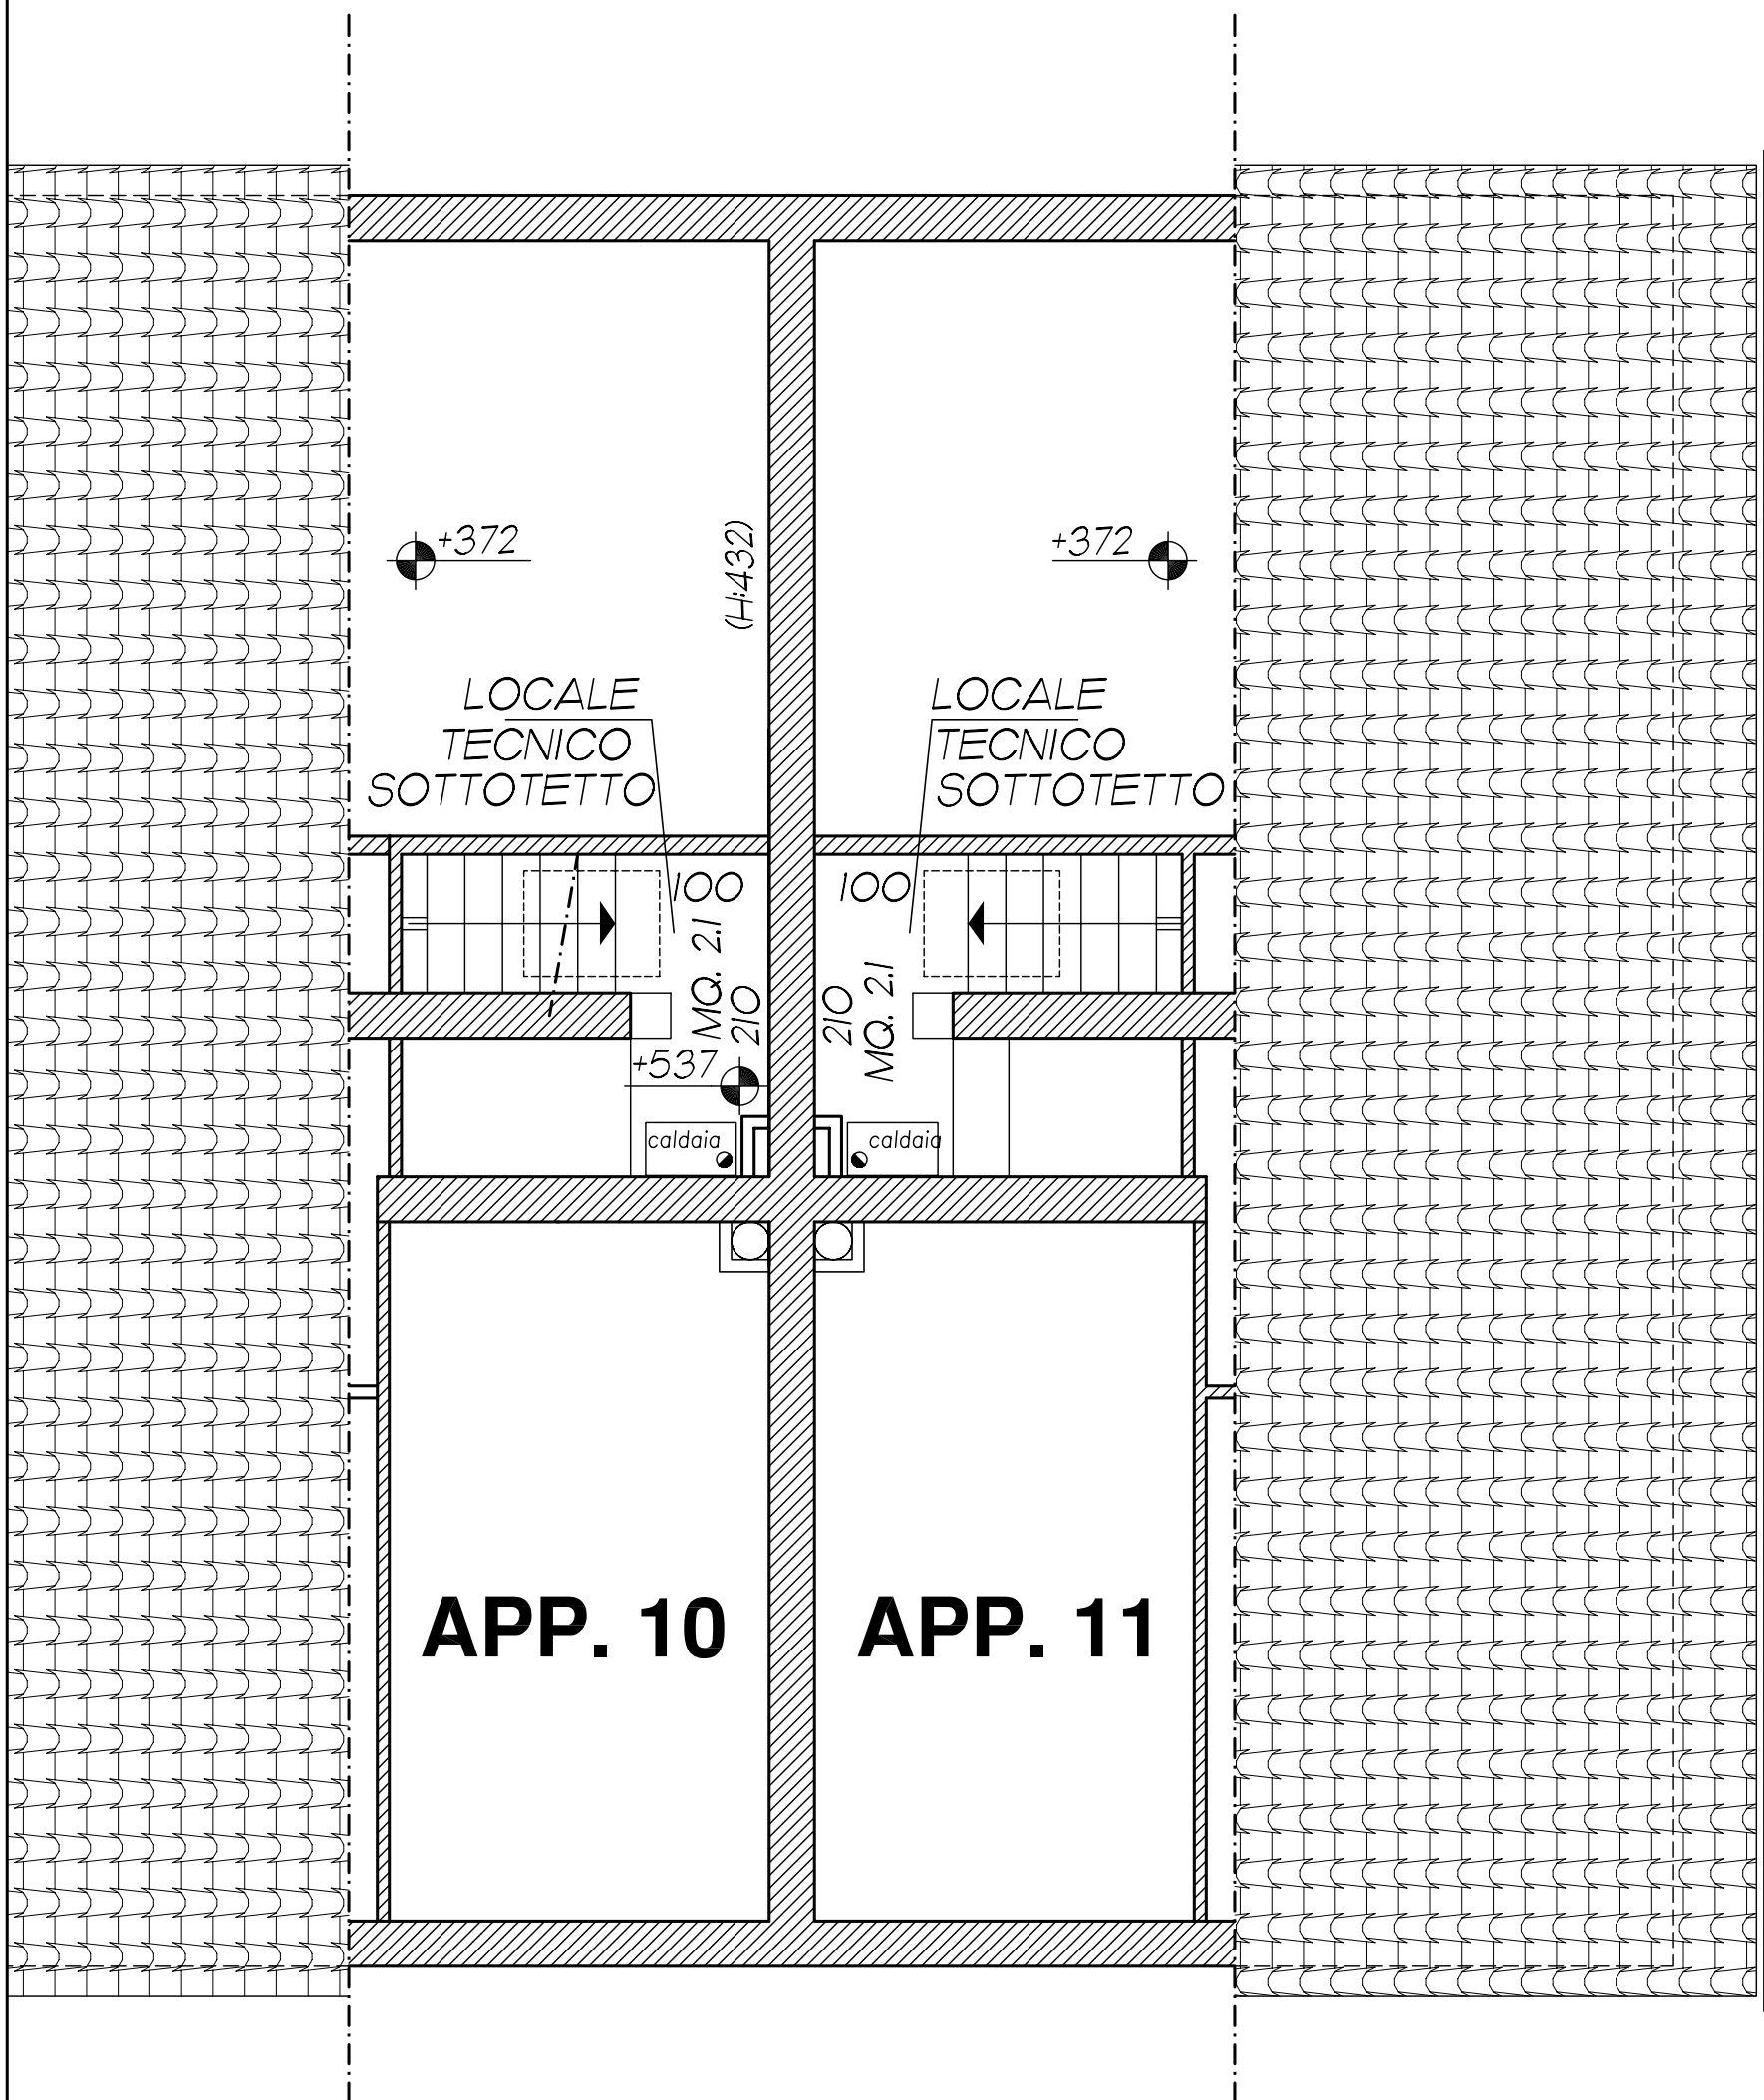 +372
+372
(H:432)
LOCALE
TECNICO
SOTTOTETTO
LOCALE
TECNICO
SOTTOTETTO
100
100
MQ. 2.1
210
210
MQ. 2.1
+537
caldaia
caldaia
APP. 10
APP. 11